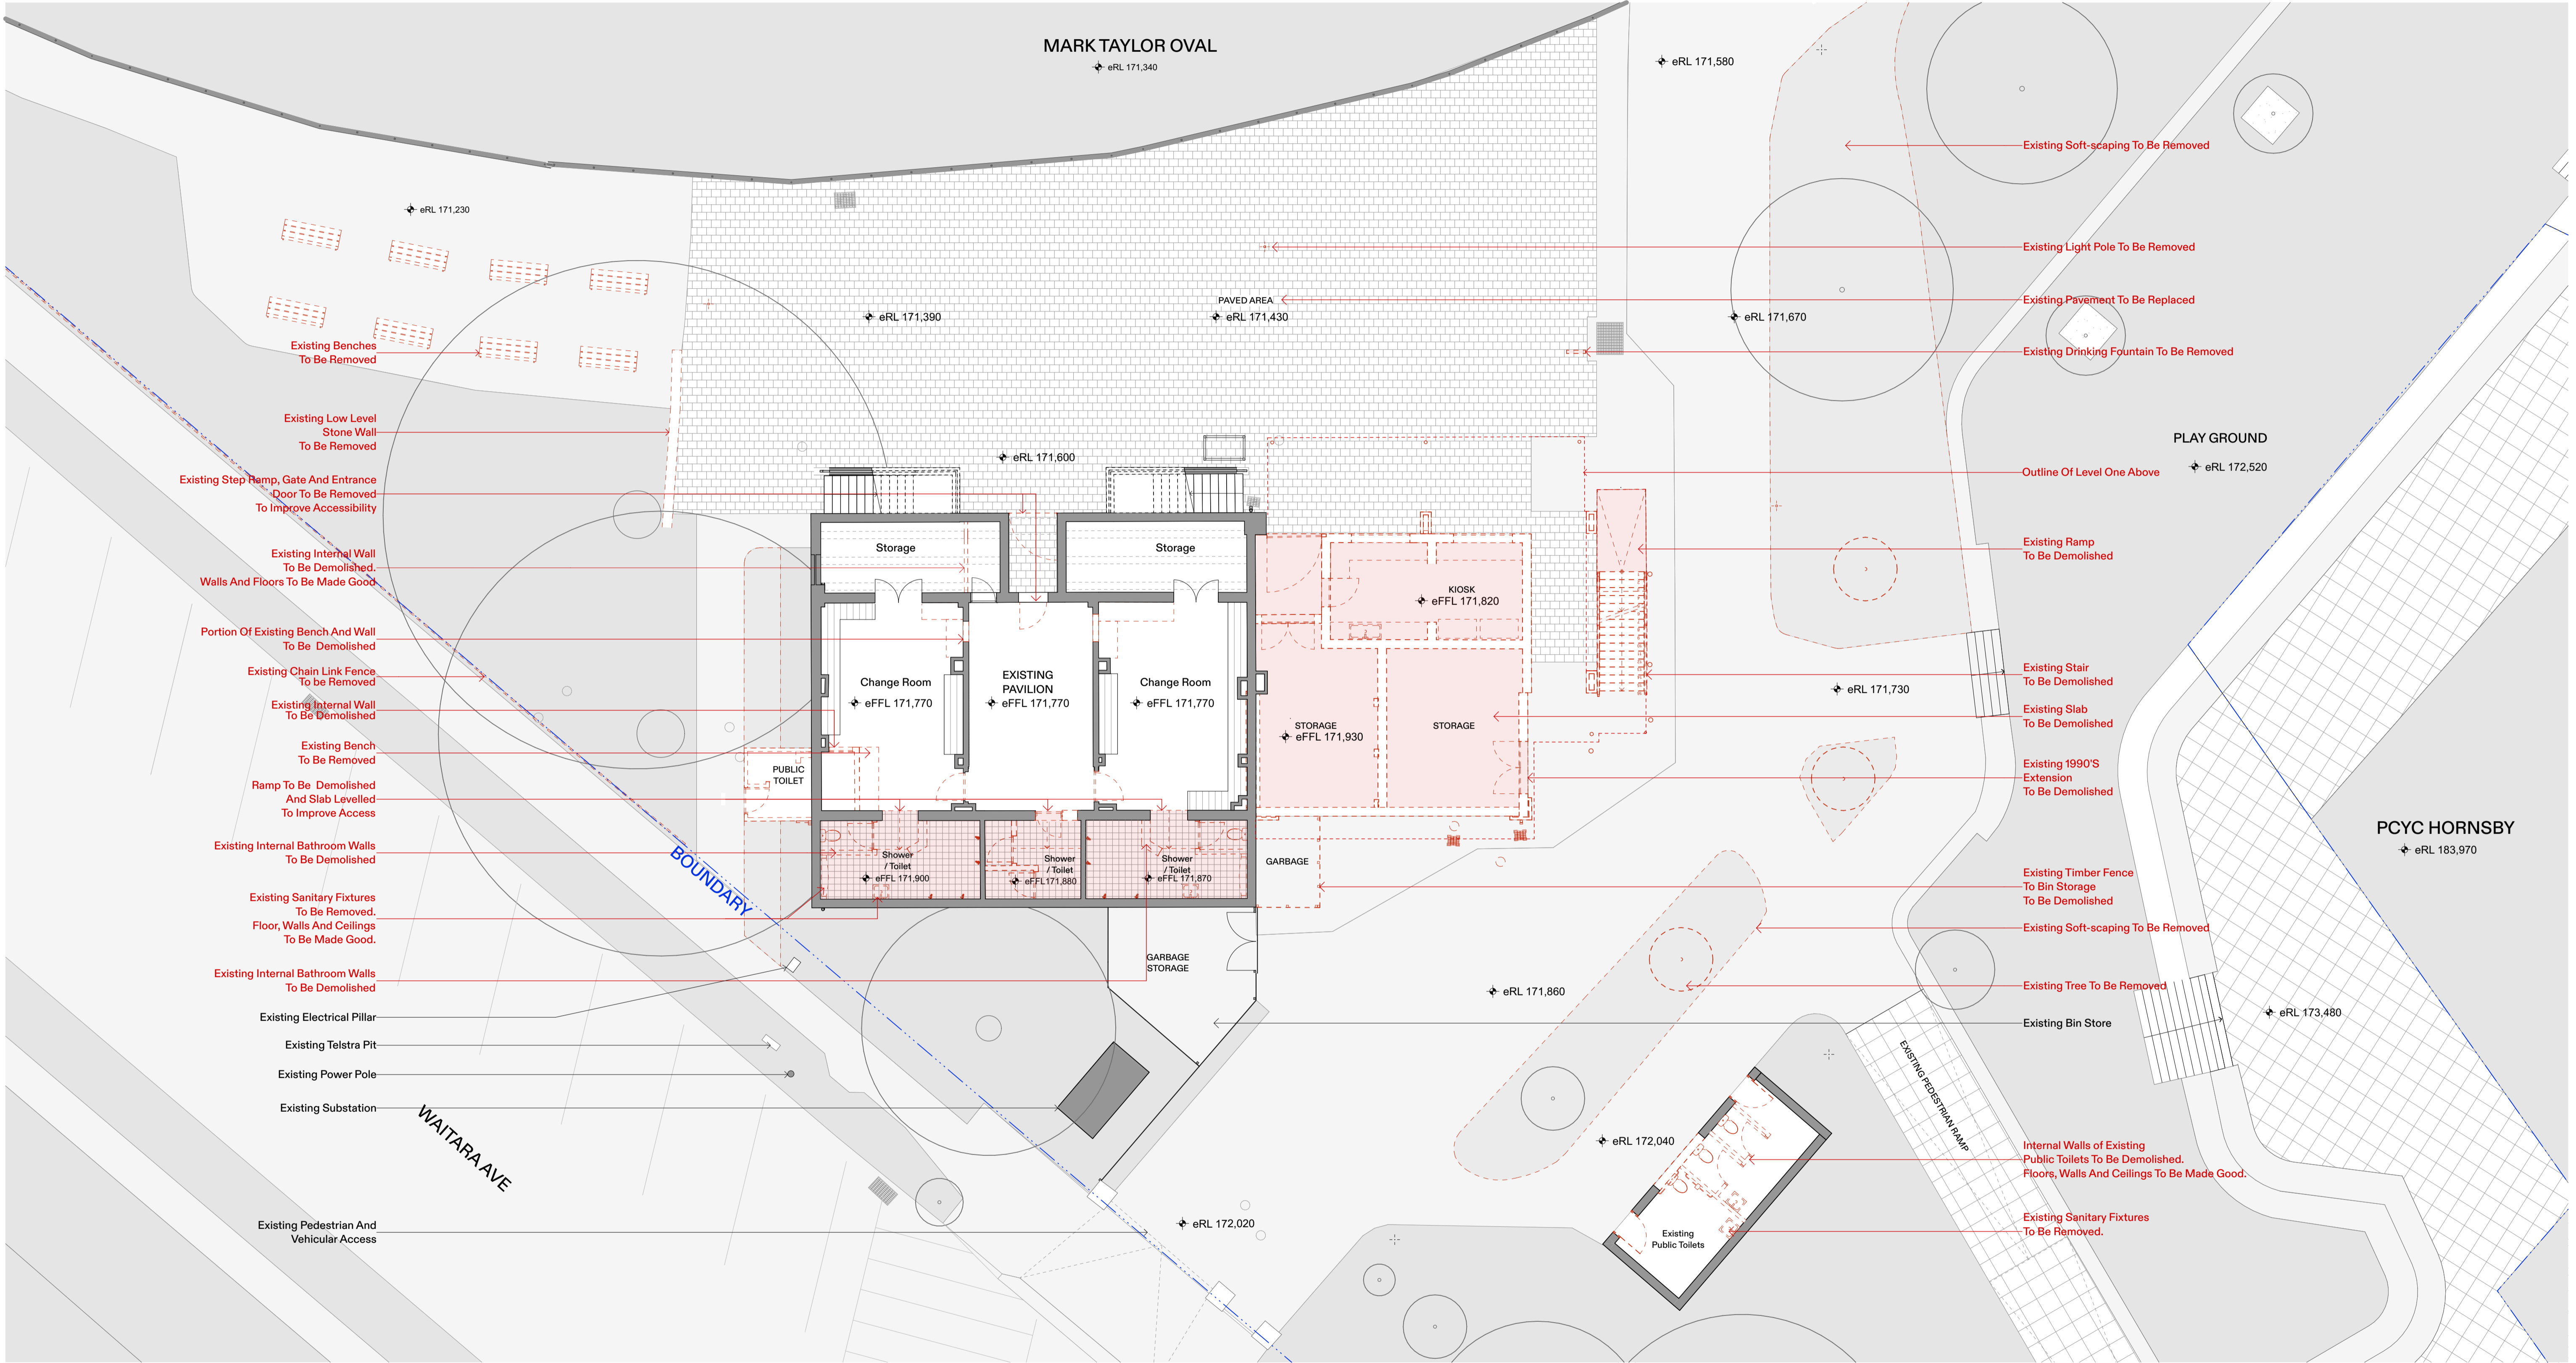 MARK TAYLOR OVAL
eRL 171,340
eRL 171,580
eRL 171,230
eRL 171,390
PAVED AREA
eRL 171,430
eRL 171,670
eRL 171,600
PLAY GROUND
eRL 172,520
Existing Benches
To Be Removed
Existing Low Level
Stone Wall
To Be Removed
Existing Step Ramp, Gate And Entrance
Door To Be Removed
To Improve Accessibility
Existing Internal Wall
To Be Demolished.
Walls And Floors To Be Made Good
Portion Of Existing Bench And Wall
To Be Demolished
Existing Chain Link Fence
To be Removed
Existing Internal Wall
To Be Demolished
Existing Bench
To Be Removed
Ramp To Be Demolished
And Slab Levelled
To Improve Access
Existing Internal Bathroom Walls
To Be Demolished
Existing Sanitary Fixtures
To Be Removed.
Floor, Walls And Ceilings
To Be Made Good.
Existing Internal Bathroom Walls
To Be Demolished
Existing Electrical Pillar
Existing Telstra Pit
Existing Power Pole
Existing Substation
Existing Pedestrian And
Vehicular Access
WAITARA AVE
BOUNDARY
Storage
Storage
Change Room
eFFL 171,770
EXISTING
PAVILION
eFFL 171,770
Change Room
eFFL 171,770
PUBLIC
TOILET
Shower
/ Toilet
eFFL 171,900
Shower
/ Toilet
eFFL171,880
Shower
/ Toilet
eFFL 171,870
KIOSK
eFFL 171,820
STORAGE
eFFL 171,930
STORAGE
GARBAGE
GARBAGE
STORAGE
eRL 171,730
eRL 171,860
eRL 172,040
eRL 172,020
Existing
Public Toilets
EXISTING PEDESTRIAN RAMP
Existing Soft-scaping To Be Removed
Existing Light Pole To Be Removed
Existing Pavement To Be Replaced
Existing Drinking Fountain To Be Removed
Outline Of Level One Above
Existing Ramp
To Be Demolished
Existing Stair
To Be Demolished
Existing Slab
To Be Demolished
Existing 1990'S
Extension
To Be Demolished
Existing Timber Fence
To Bin Storage
To Be Demolished
Existing Soft-scaping To Be Removed
Existing Tree To Be Removed
Existing Bin Store
Internal Walls of Existing
Public Toilets To Be Demolished.
Floors, Walls And Ceilings To Be Made Good.
Existing Sanitary Fixtures
To Be Removed.
PCYC HORNSBY
eRL 183,970
eRL 173,480